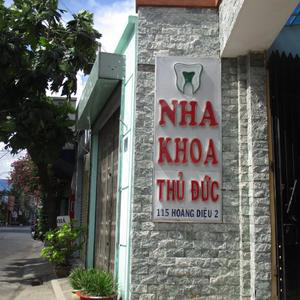 NHA
KHOA
THỦ ĐỨC
115 HOÀNG DIỆU 2